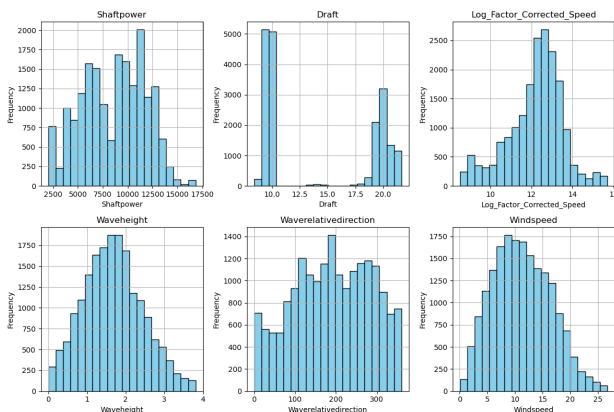 Shaftpower
Draft
Log_Factor_Corrected_Speed
Frequency
2000
1750
1500
1250
1000
750
500
250
0
2500 5000 7500 10000 12500 15000 17500
Shaftpower
Frequency
5000
4000
3000
2000
1000
0
10.0 12.5 15.0 17.5 20.0
Draft
Frequency
2500
2000
1500
1000
500
0
10 12 14 16
Log_Factor_Corrected_Speed
Waveheight
Waverelativedirection
Windspeed
Frequency
1750
1500
1250
1000
750
500
250
0
0 1 2 3 4
Waveheight
Frequency
1400
1200
1000
800
600
400
200
0
0 100 200 300
Waverelativedirection
Frequency
1750
1500
1250
1000
750
500
250
0
0 5 10 15 20 25
Windspeed